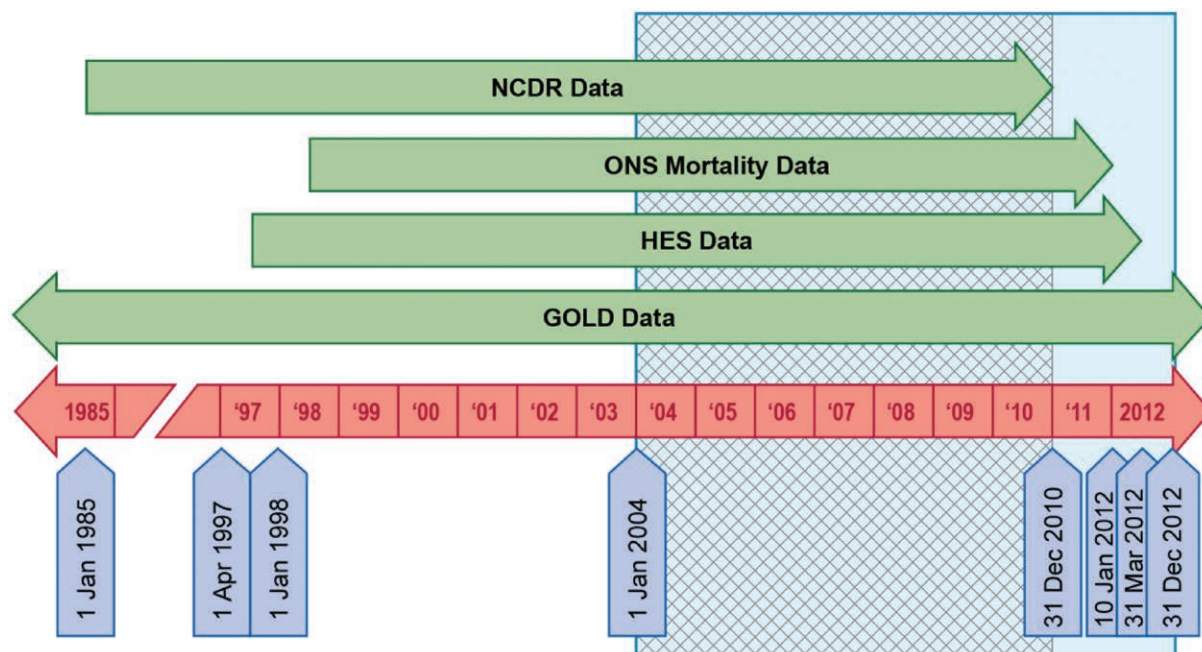 NCDR Data
ONS Mortality Data
HES Data
GOLD Data
1985 ‘97 ‘98 ‘99 ‘00 ‘01 ‘02 ‘03 ‘04 ‘05 ‘06 ‘07 ‘08 ‘09 ‘10 ‘11 2012
1 Jan 1985
1 Apr 1997
1 Jan 1998
1 Jan 2004
31 Dec 2010
10 Jan 2012
31 Mar 2012
31 Dec 2012